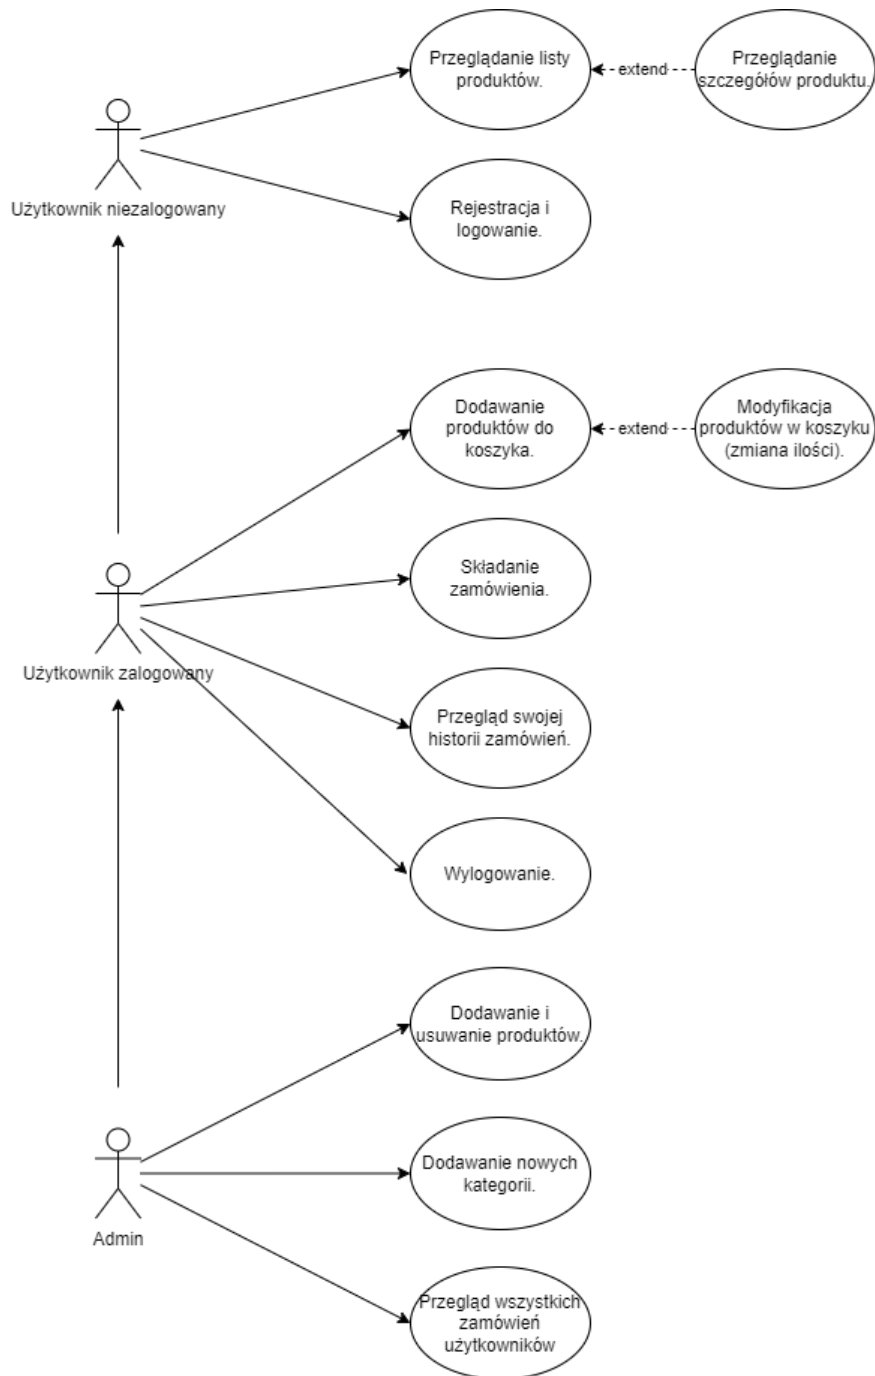 Przeglądanie listy
produktów.
extend
Przeglądanie
szczegółów produktu.
Użytkownik niezalogowany
Rejestracja i
logowanie.
Dodawanie
produktów do
koszyka.
extend
Modyfikacja
produktów w koszyku
(zmiana ilości).
Składanie
zamówienia.
Użytkownik zalogowany
Przegląd swojej
historii zamówień.
Wylogowanie.
Dodawanie i
usuwanie produktów.
Dodawanie nowych
kategorii.
Admin
Przegląd wszystkich
zamówień
użytkowników